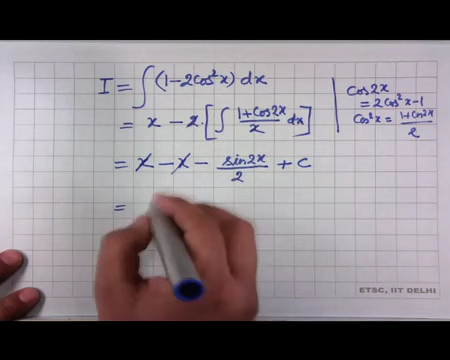 I = ∫(1-2cos²x) dx
= x - 2.[∫ (1+cos2x)/2 dx]
= x - x - sin2x/2 + c
=
cos2x
= 2cos²x-1
cos²x = (1+cos2x)/2
ETSC, IIT DELHI